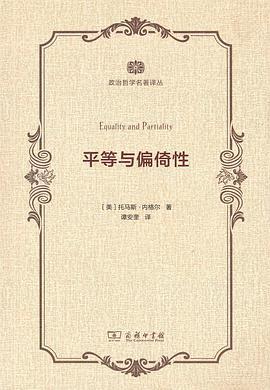 政治哲学名著译丛
Equality and Partiality
平等与偏倚性
［美］托马斯·内格尔 著
谭安奎 译
商务印书馆
The Commercial Press